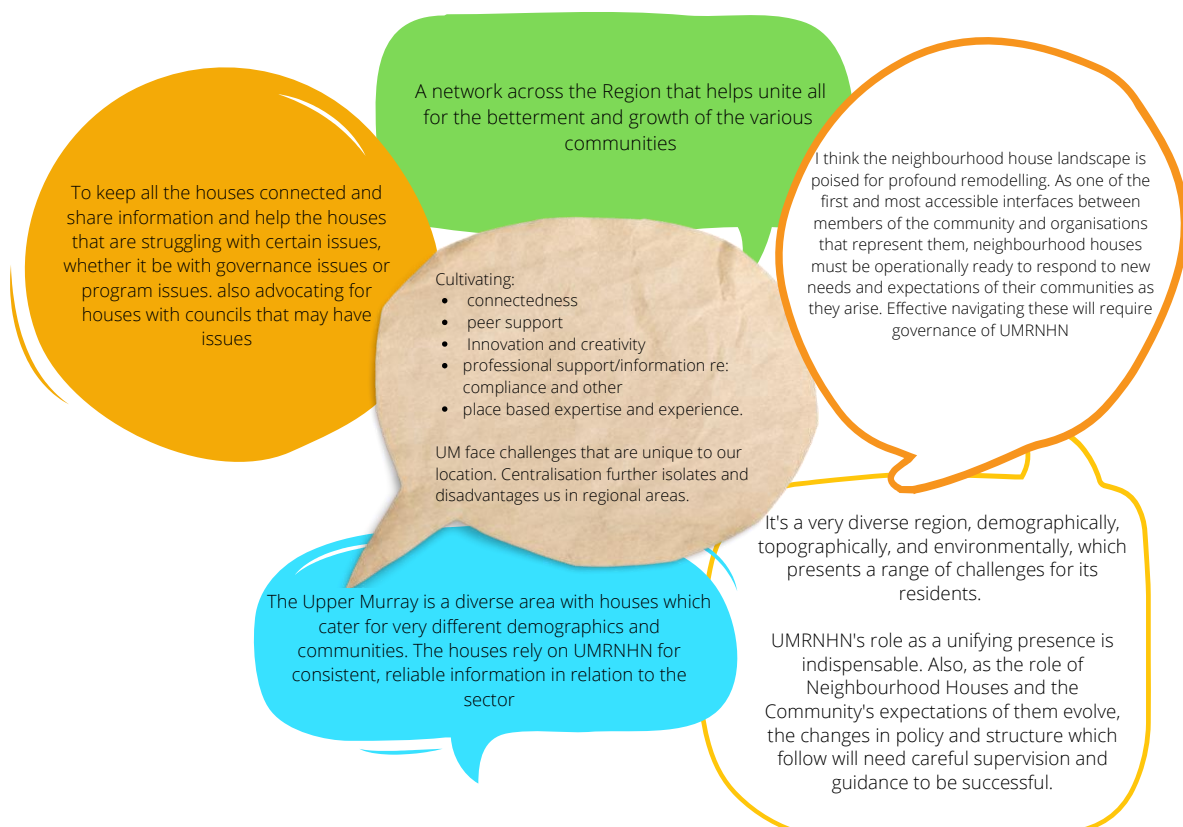 A network across the Region that helps unite all
for the betterment and growth of the various
communities
To keep all the houses connected and
share information and help the houses
that are struggling with certain issues,
whether it be with governance issues or
program issues. also advocating for
houses with councils that may have
issues
I think the neighbourhood house landscape is
poised for profound remodelling. As one of the
first and most accessible interfaces between
members of the community and organisations
that represent them, neighbourhood houses
must be operationally ready to respond to new
needs and expectations of their communities as
they arise. Effective navigating these will require
governance of UMRNHN
Cultivating:
• connectedness
• peer support
• Innovation and creativity
• professional support/information re:
compliance and other
• place based expertise and experience.
UM face challenges that are unique to our
location. Centralisation further isolates and
disadvantages us in regional areas.
The Upper Murray is a diverse area with houses which
cater for very different demographics and
communities. The houses rely on UMRNHN for
consistent, reliable information in relation to the
sector
It's a very diverse region, demographically,
topographically, and environmentally, which
presents a range of challenges for its
residents.
UMRNHN's role as a unifying presence is
indispensable. Also, as the role of
Neighbourhood Houses and the
Community's expectations of them evolve,
the changes in policy and structure which
follow will need careful supervision and
guidance to be successful.